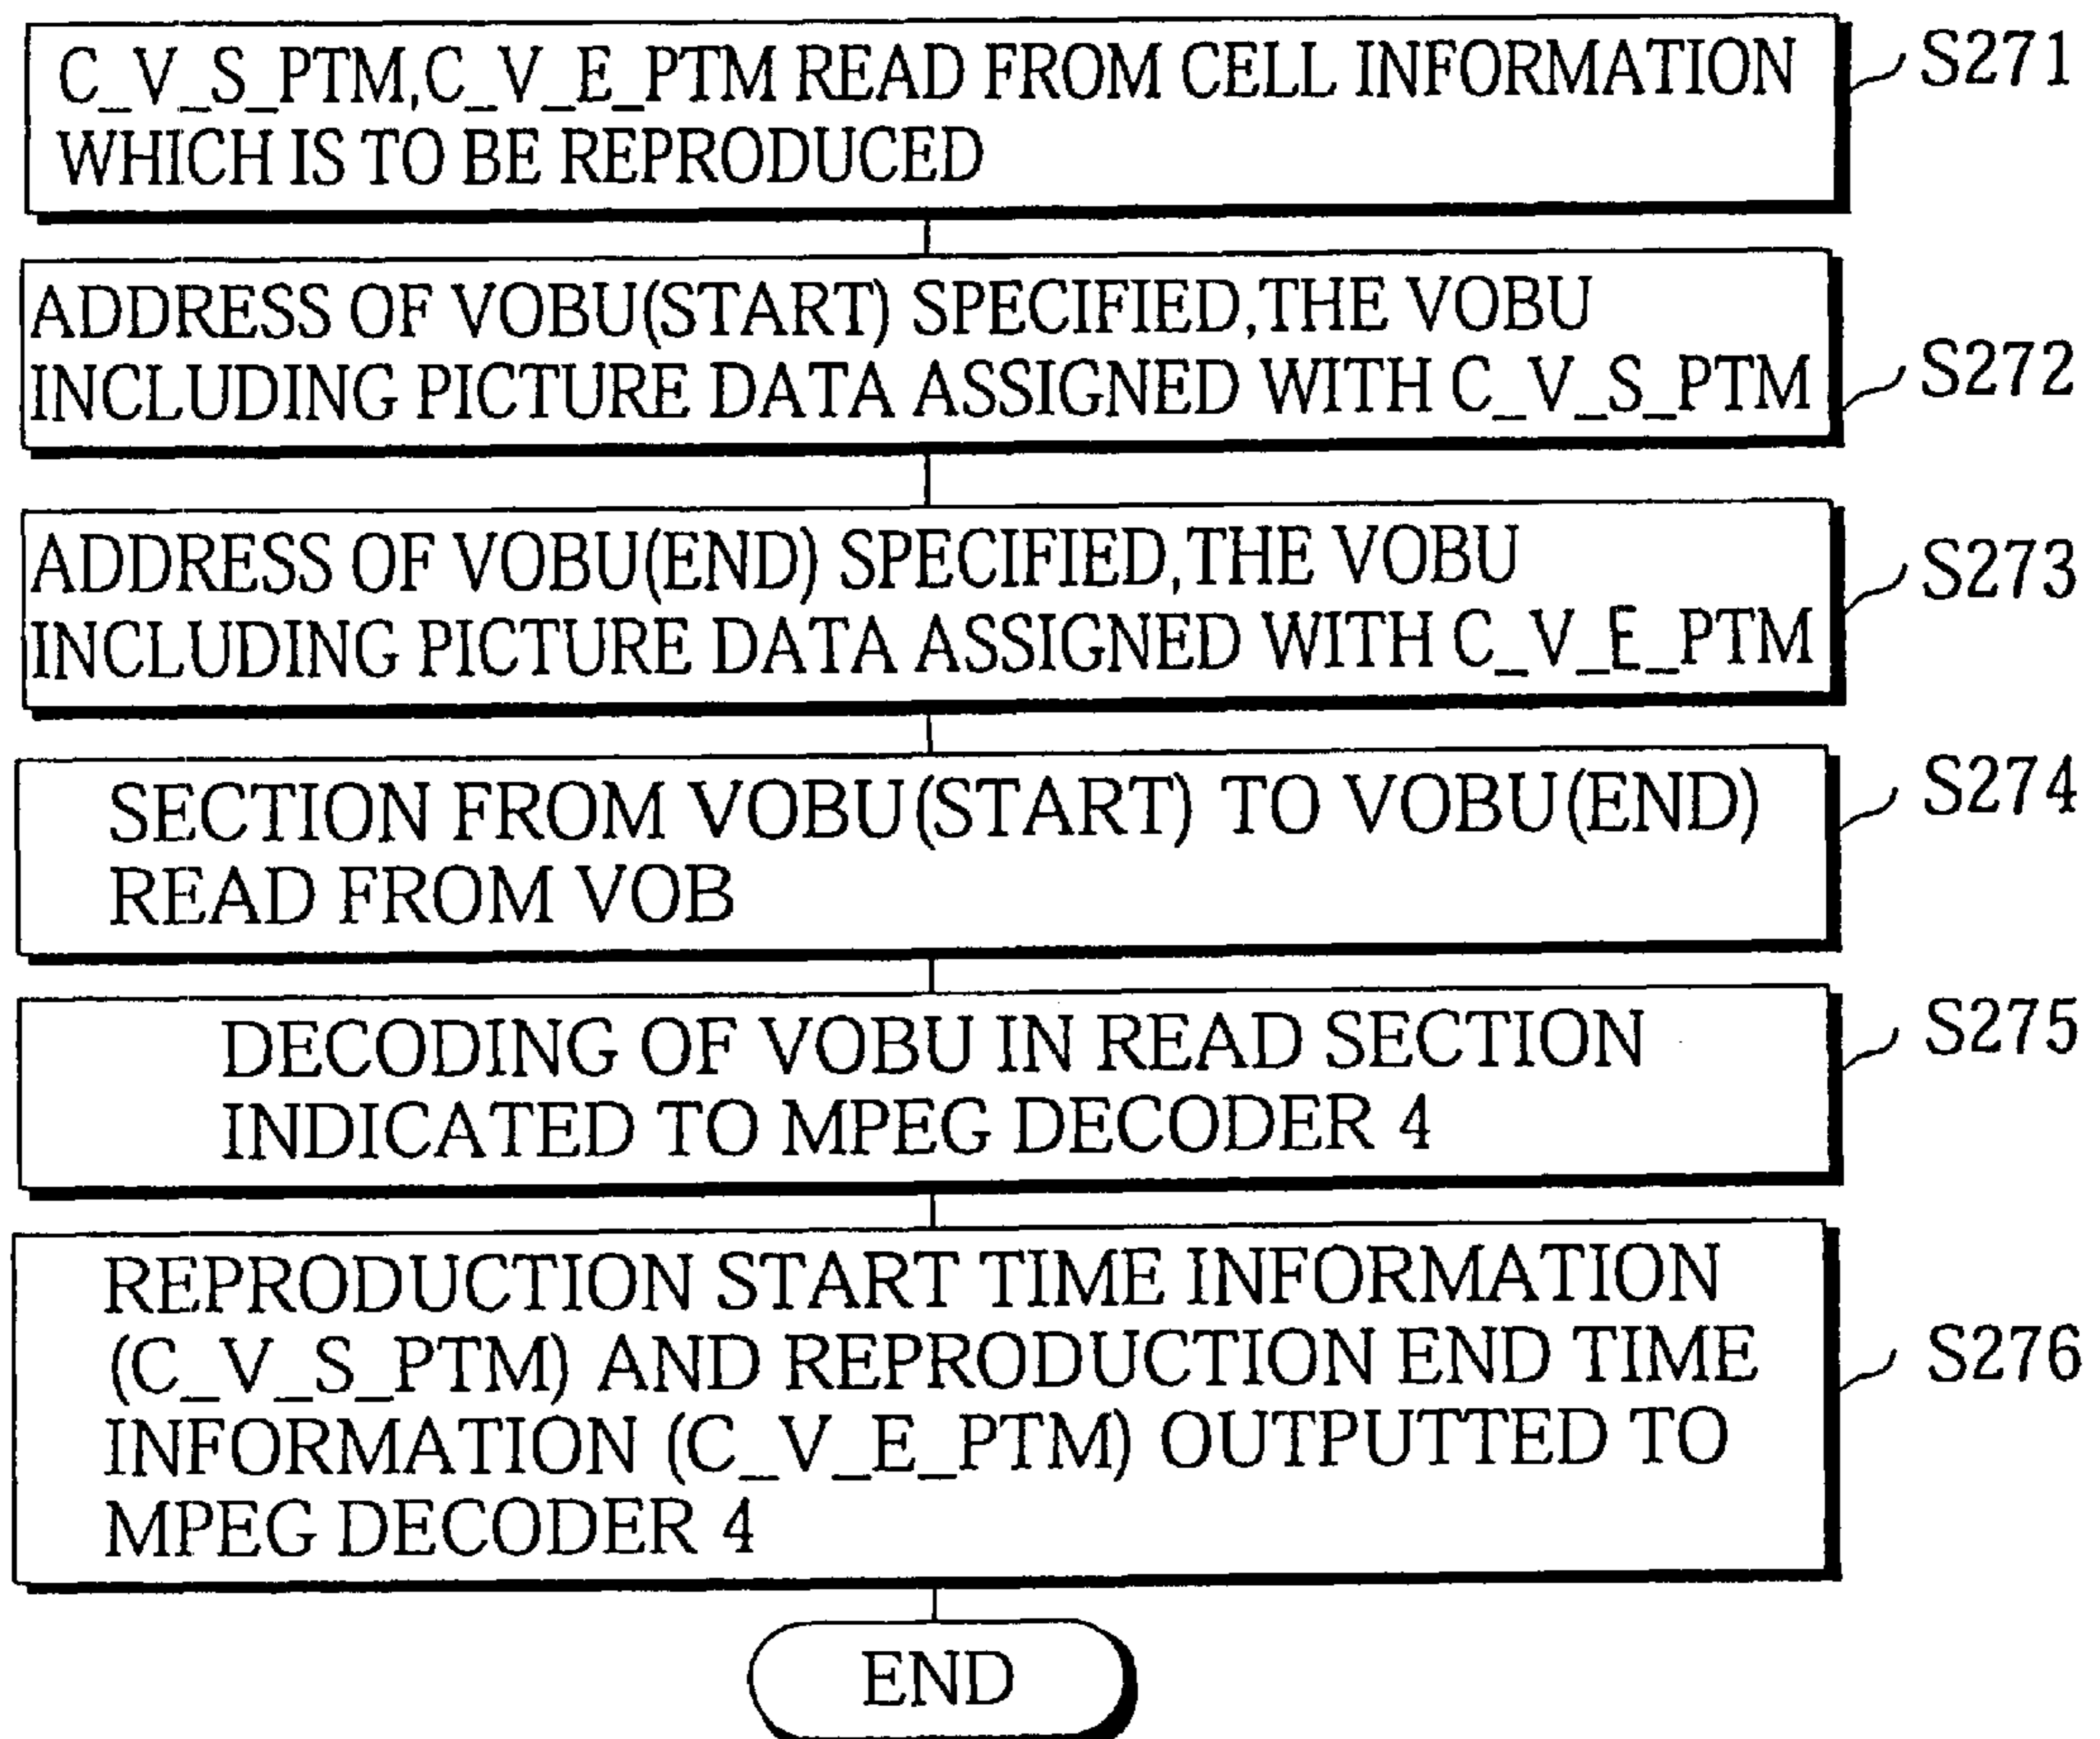 C_V_S_PTM,C_V_E_PTM READ FROM CELL INFORMATION
WHICH IS TO BE REPRODUCED
S271
ADDRESS OF VOBU(START) SPECIFIED,THE VOBU
INCLUDING PICTURE DATA ASSIGNED WITH C_V_S_PTM
S272
ADDRESS OF VOBU(END) SPECIFIED,THE VOBU
INCLUDING PICTURE DATA ASSIGNED WITH C_V_E_PTM
S273
SECTION FROM VOBU(START) TO VOBU(END)
READ FROM VOB
S274
DECODING OF VOBU IN READ SECTION
INDICATED TO MPEG DECODER 4
S275
REPRODUCTION START TIME INFORMATION
(C_V_S_PTM) AND REPRODUCTION END TIME
INFORMATION (C_V_E_PTM) OUTPUTTED TO
MPEG DECODER 4
S276
END